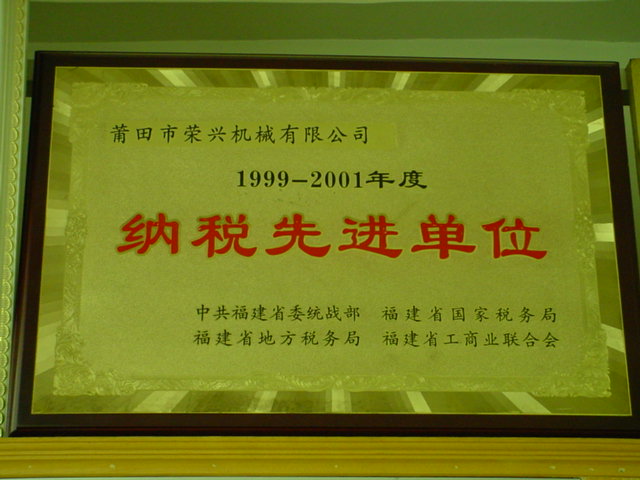 莆田市荣兴机械有限公司
1999-2001年度
纳税先进单位
中共福建省委统战部 福建省国家税务局
福建省地方税务局 福建省工商业联合会